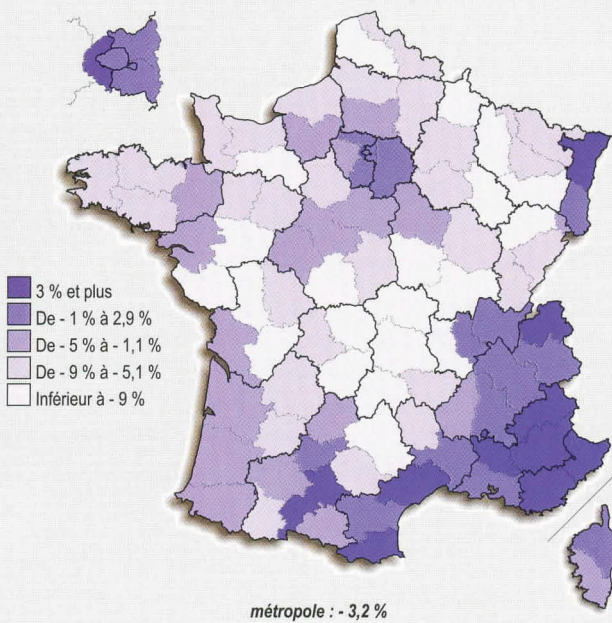 3 % et plus
De - 1 % à 2,9 %
De - 5 % à - 1,1 %
De - 9 % à - 5,1 %
Inférieur à - 9 %
métropole : - 3,2 %